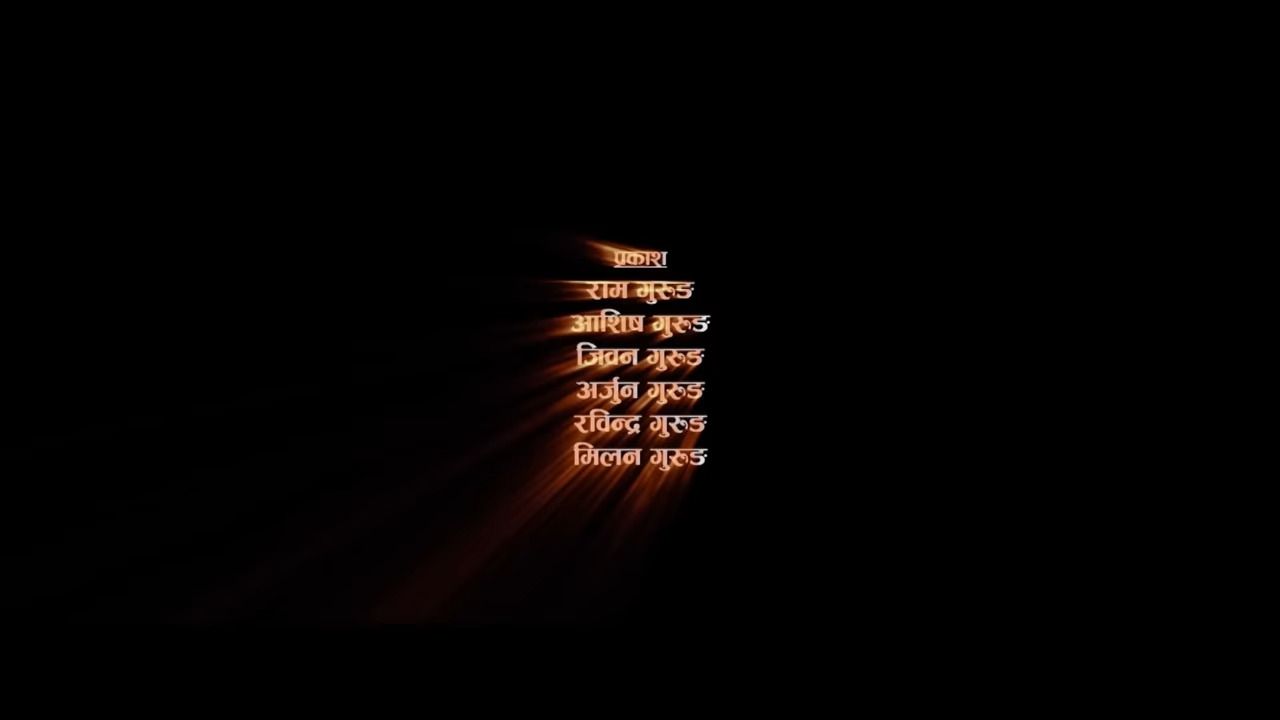 प्रकाश
राम गुरुङ
आशिष गुरुङ
जिवन गुरुङ
अर्जुन गुरुङ
रविन्द्र गुरुङ
मिलन गुरुङ